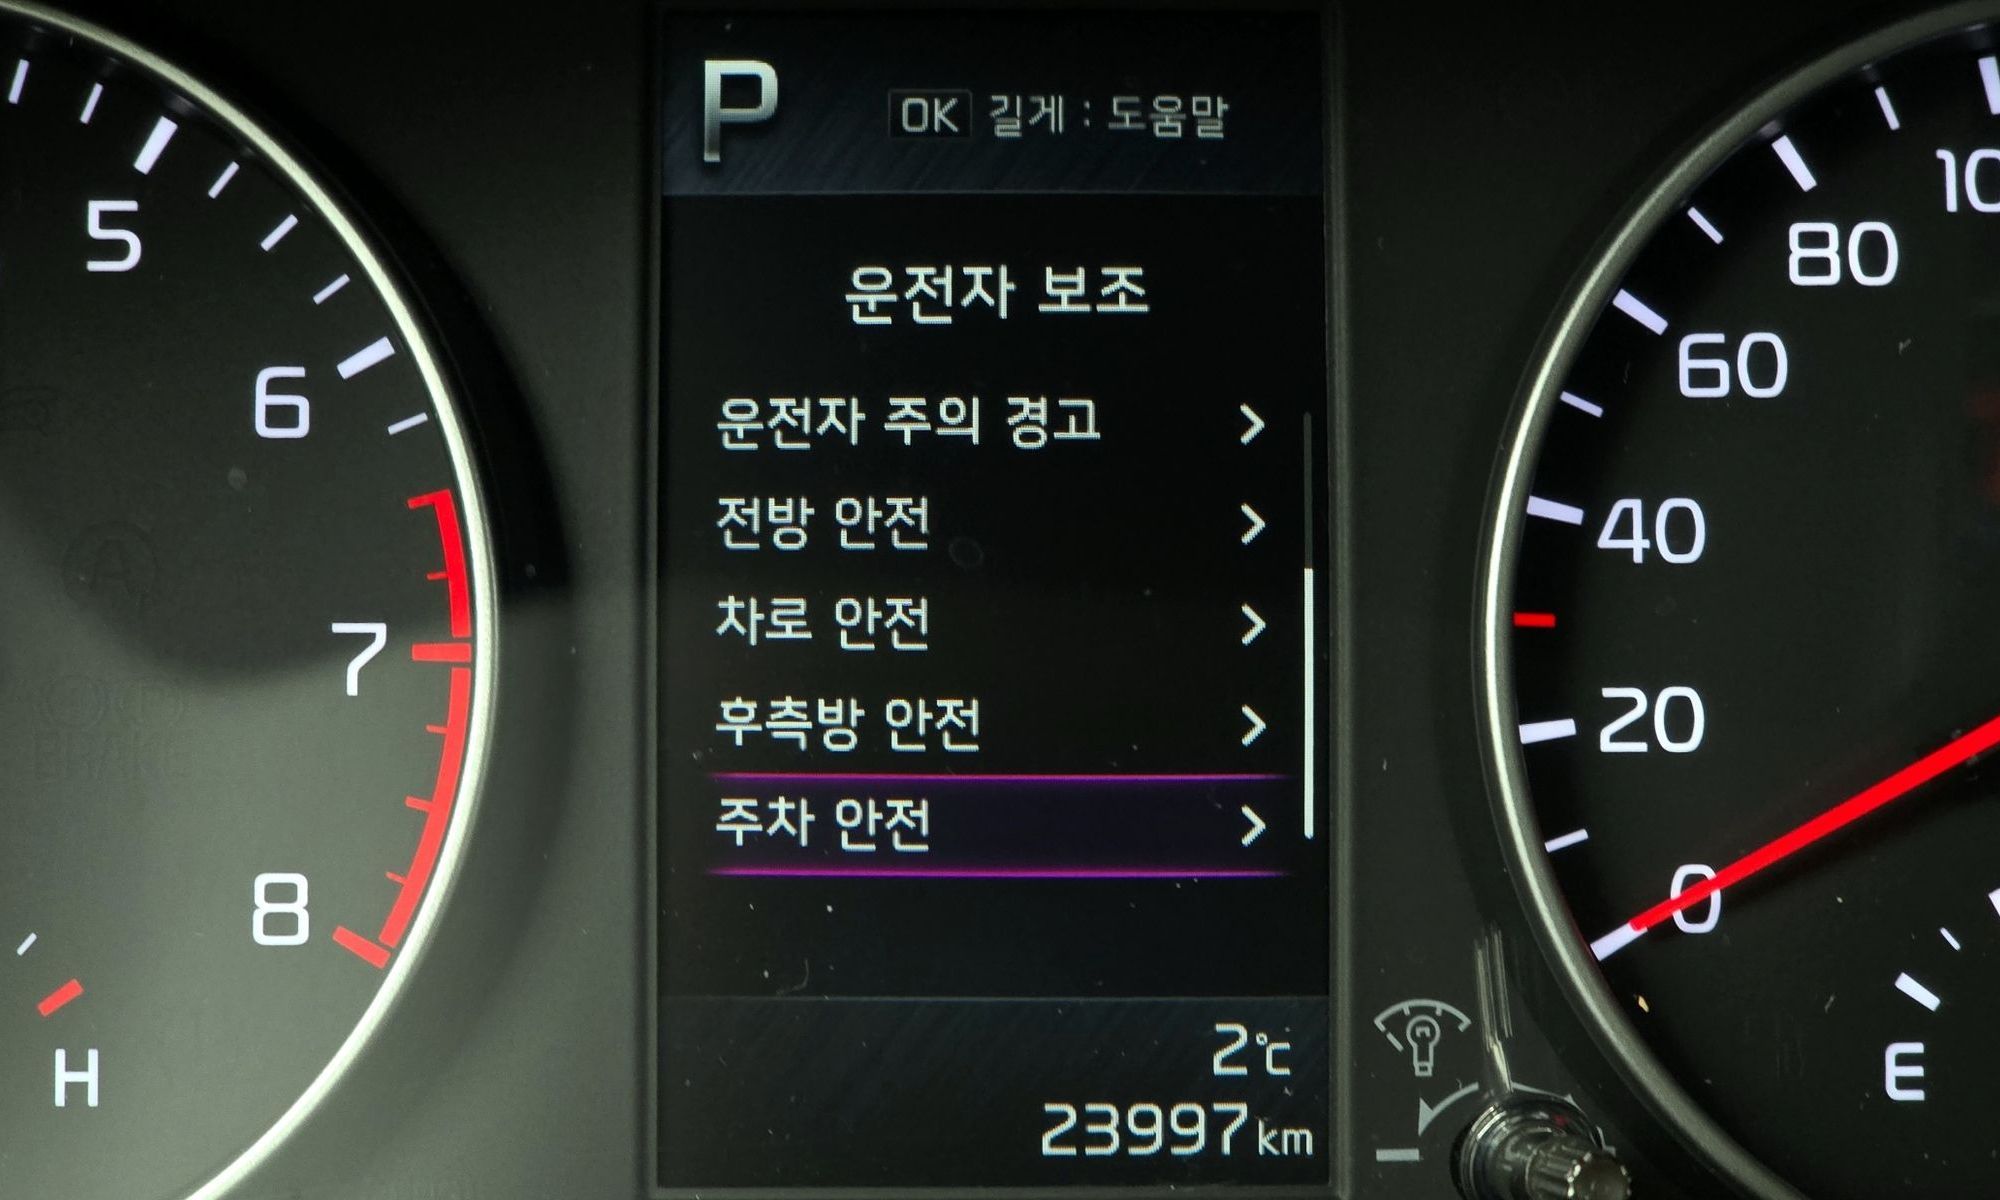 P
OK 길게 : 도움말
운전자 보조
운전자 주의 경고
전방 안전
차로 안전
후측방 안전
주차 안전
2℃
23997km
5
6
7
8
H
80
60
40
20
0
E